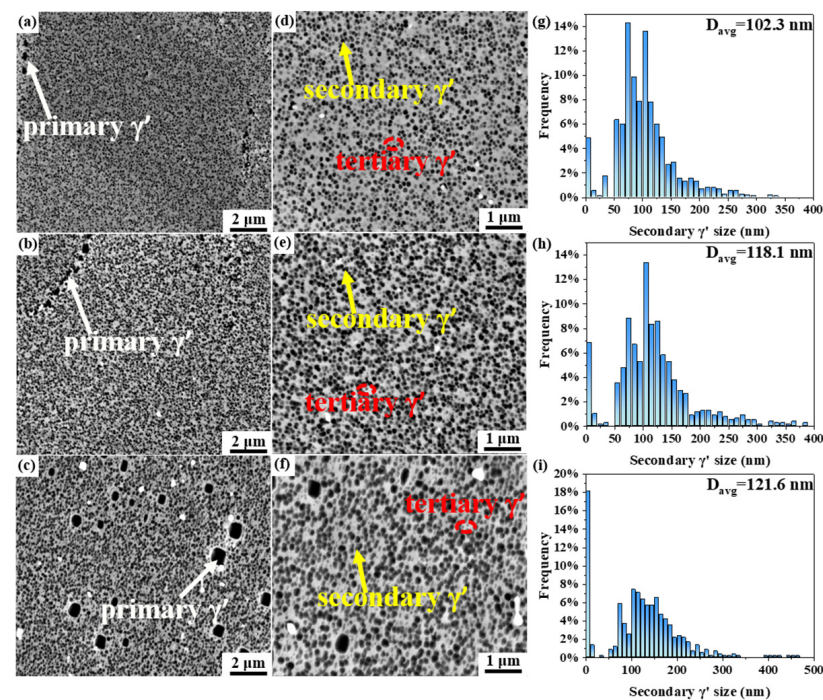 (a)
primary γ'
2 μm
(d)
secondary γ'
tertiary γ'
1 μm
(g)
D_avg=102.3 nm
Frequency
14%
12%
10%
8%
6%
4%
2%
0%
0 50 100 150 200 250 300 350 400
Secondary γ' size (nm)
(b)
primary γ'
2 μm
(e)
secondary γ'
tertiary γ'
1 μm
(h)
D_avg=118.1 nm
Frequency
14%
12%
10%
8%
6%
4%
2%
0%
0 50 100 150 200 250 300 350 400
Secondary γ' size (nm)
(c)
primary γ'
2 μm
(f)
tertiary γ'
secondary γ'
1 μm
(i)
D_avg=121.6 nm
Frequency
20%
18%
16%
14%
12%
10%
8%
6%
4%
2%
0%
0 100 200 300 400 500
Secondary γ' size (nm)